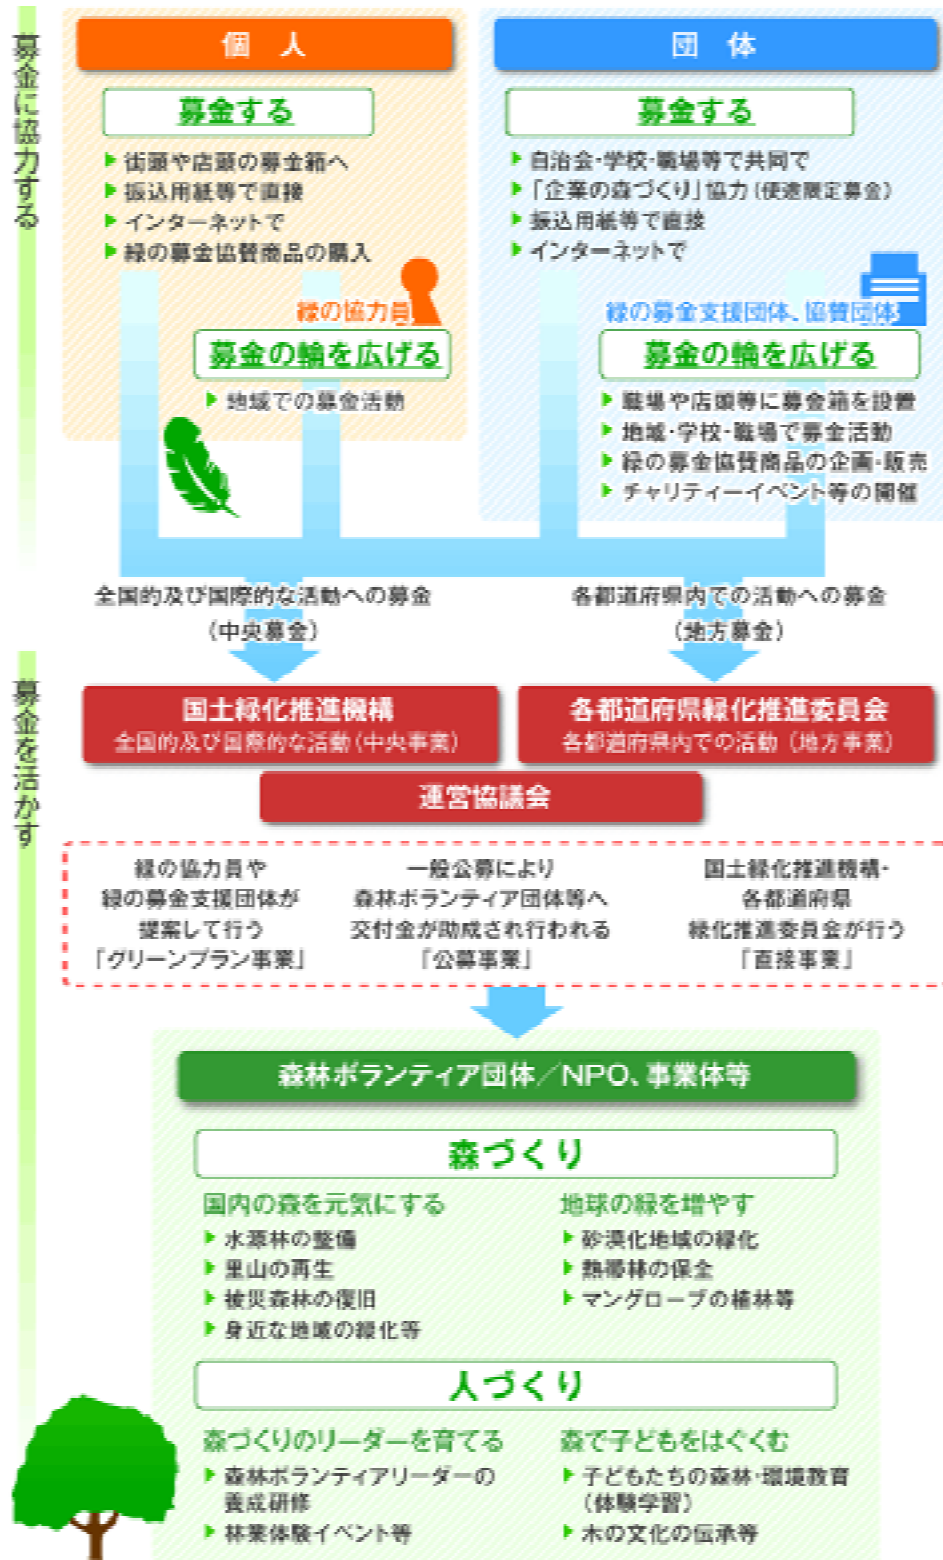 募金に協力する
個 人
募金する
街頭や店頭の募金箱へ
振込用紙等で直接
インターネットで
緑の募金協賛商品の購入
緑の協力員
募金の輪を広げる
地域での募金活動
団 体
募金する
自治会・学校・職場等で共同で
「企業の森づくり」協力(使途限定募金)
振込用紙等で直接
インターネットで
緑の募金支援団体、協賛団体
募金の輪を広げる
職場や店頭等に募金箱を設置
地域・学校・職場で募金活動
緑の募金協賛商品の企画・販売
チャリティーイベント等の開催
全国的及び国際的な活動への募金
(中央募金)
各都道府県内での活動への募金
(地方募金)
募金を活かす
国土緑化推進機構
全国的及び国際的な活動(中央事業)
各都道府県緑化推進委員会
各都道府県内での活動(地方事業)
運営協議会
緑の協力員や
緑の募金支援団体が
提案して行う
「グリーンプラン事業」
一般公募により
森林ボランティア団体等へ
交付金が助成され行われる
「公募事業」
国土緑化推進機構・
各都道府県
緑化推進委員会が行う
「直接事業」
森林ボランティア団体/NPO、事業体等
森づくり
国内の森を元気にする
水源林の整備
里山の再生
被災森林の復旧
身近な地域の緑化等
地球の緑を増やす
砂漠化地域の緑化
熱帯林の保全
マングローブの植林等
人づくり
森づくりのリーダーを育てる
森林ボランティアリーダーの
養成研修
林業体験イベント等
森で子どもをはぐくむ
子どもたちの森林・環境教育
(体験学習)
木の文化の伝承等